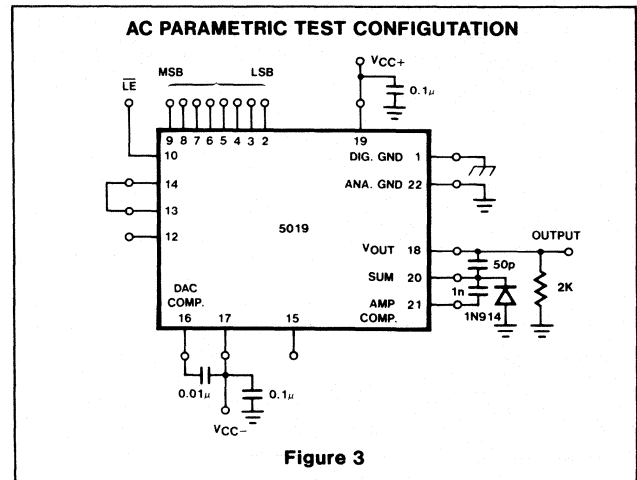 AC PARAMETRIC TEST CONFIGUTATION
LE MSB LSB VCC+
0.1μ
9 8 7 6 5 4 3 2 19
10 DIG. GND 1
14 ANA. GND 22
13
5019 OUTPUT
12 VOUT 18
50p
SUM 20
1n 2K
DAC COMP. AMP COMP. 21
1N914
16 17 15
0.01μ 0.1μ
VCC-
Figure 3